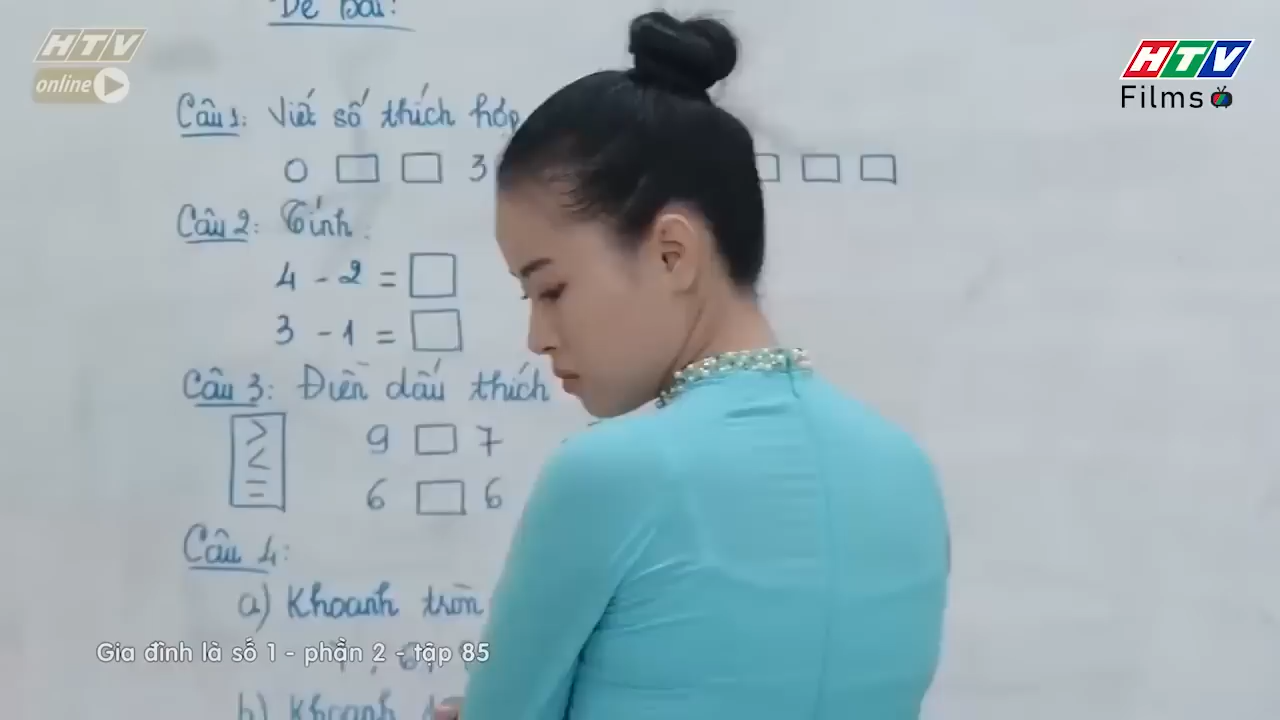 HTV
online
HTV
Films
Đề bài:
Câu 1: Viết số thích hợp
0 3
Câu 2: Tính:
4 - 2 =
3 - 1 =
Câu 3: Điền dấu thích
>
<
=
9 7
6 6
Câu 4:
a) Khoanh tròn
Gia đình là số 1 - phần 2 - tập 85
b) Khoanh